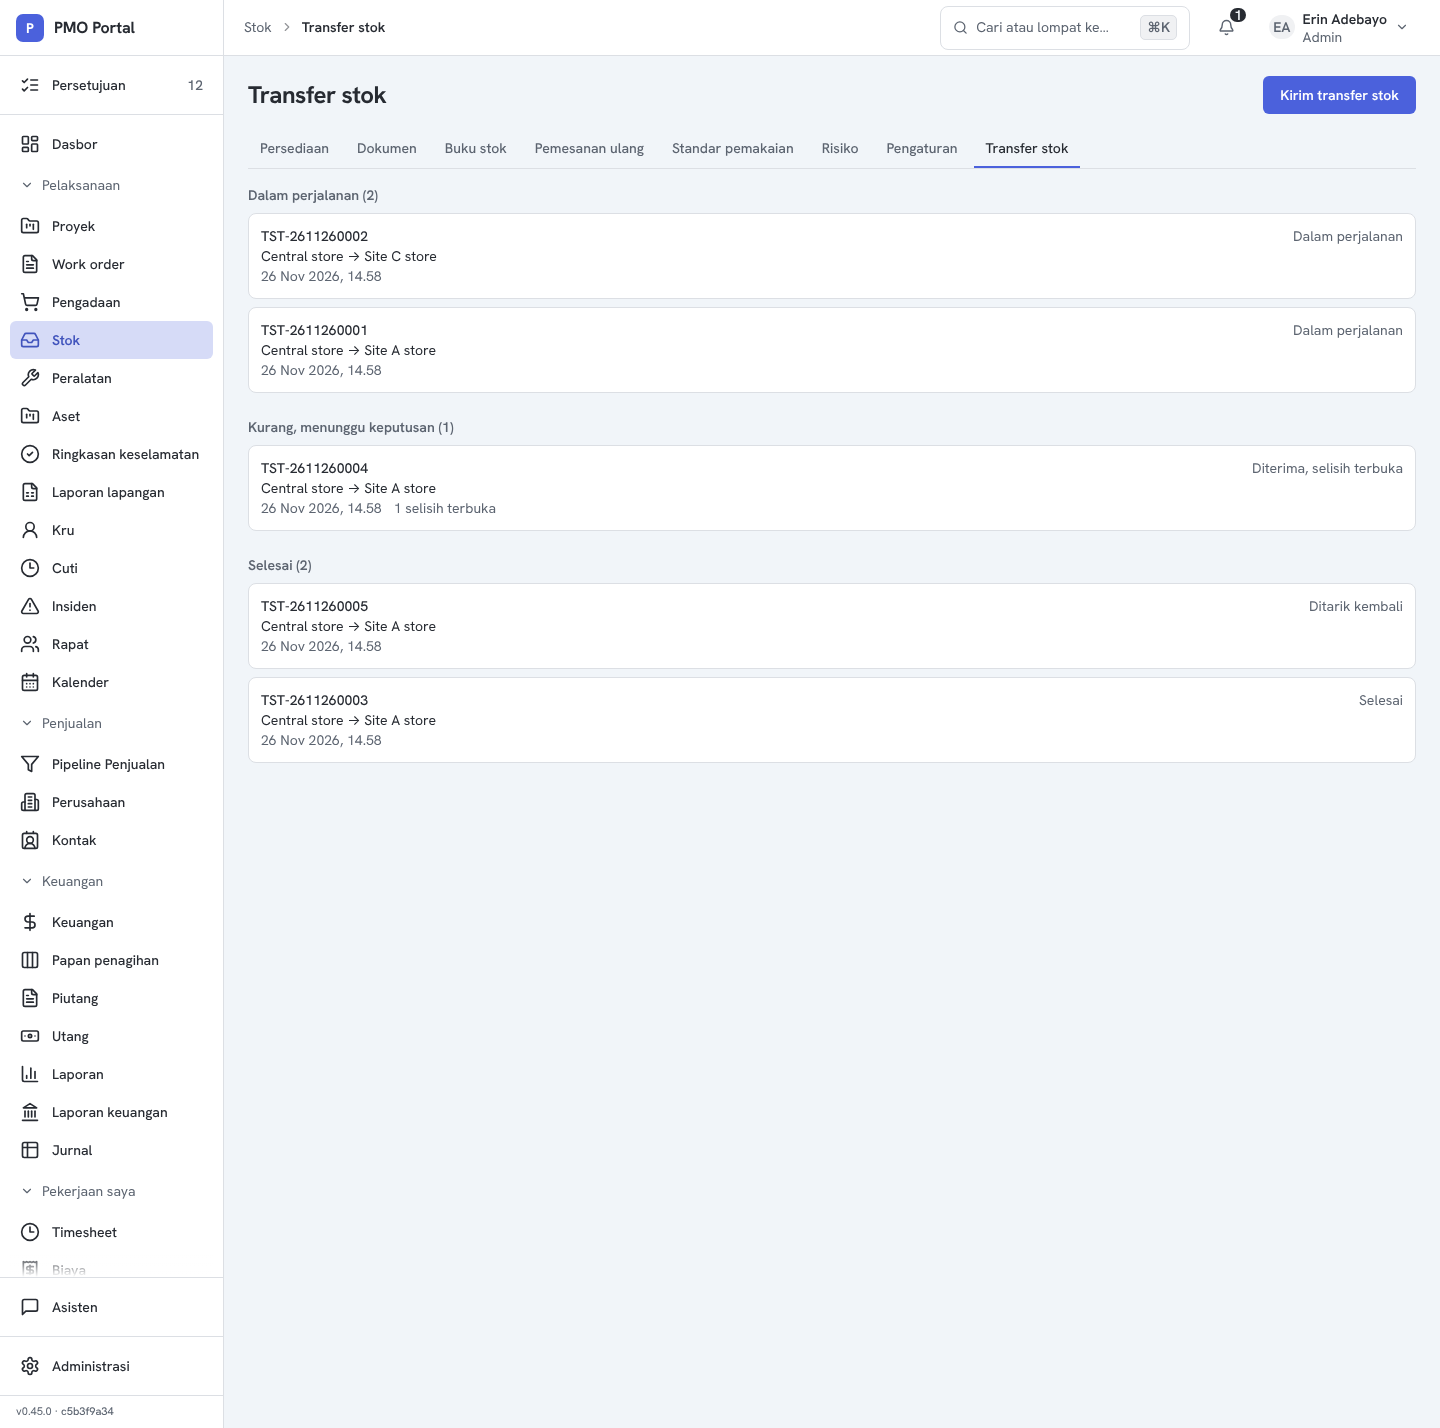 P PMO Portal
Stok > Transfer stok
Cari atau lompat ke... ⌘K
1
EA Erin Adebayo
Admin
Persetujuan 12
Dasbor
Pelaksanaan
Proyek
Work order
Pengadaan
Stok
Peralatan
Aset
Ringkasan keselamatan
Laporan lapangan
Kru
Cuti
Insiden
Rapat
Kalender
Penjualan
Pipeline Penjualan
Perusahaan
Kontak
Keuangan
Keuangan
Papan penagihan
Piutang
Utang
Laporan
Laporan keuangan
Jurnal
Pekerjaan saya
Timesheet
Biaya
Asisten
Administrasi
v0.45.0 · c5b3f9a34
Transfer stok
Kirim transfer stok
Persediaan Dokumen Buku stok Pemesanan ulang Standar pemakaian Risiko Pengaturan Transfer stok
Dalam perjalanan (2)
TST-2611260002 Dalam perjalanan
Central store → Site C store
26 Nov 2026, 14.58
TST-2611260001 Dalam perjalanan
Central store → Site A store
26 Nov 2026, 14.58
Kurang, menunggu keputusan (1)
TST-2611260004 Diterima, selisih terbuka
Central store → Site A store
26 Nov 2026, 14.58 1 selisih terbuka
Selesai (2)
TST-2611260005 Ditarik kembali
Central store → Site A store
26 Nov 2026, 14.58
TST-2611260003 Selesai
Central store → Site A store
26 Nov 2026, 14.58